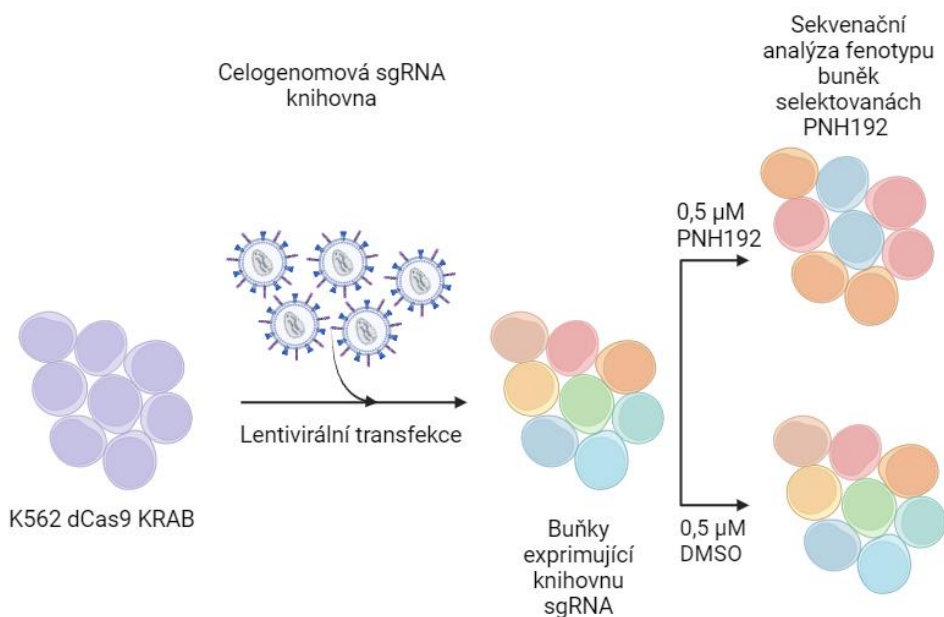 Celogenomová sgRNA
knihovna
Sekvenační
analýza fenotypu
buněk
selektovanách
PNH192
0,5 µM
PNH192
Lentivirální transfekce
K562 dCas9 KRAB
Buňky
exprimující
knihovnu
sgRNA
0,5 µM
DMSO